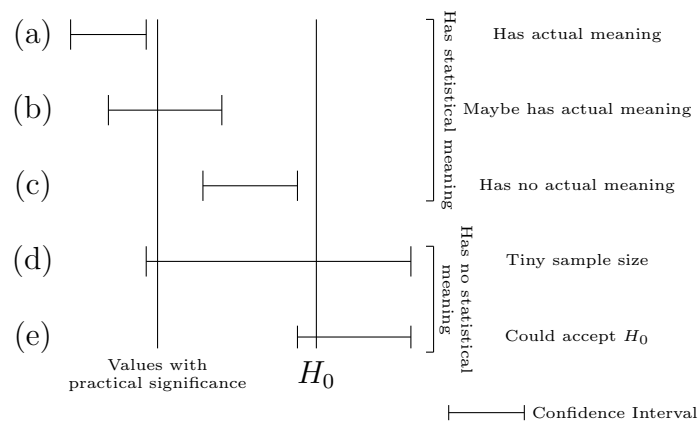 (a)
Has actual meaning
(b)
Maybe has actual meaning
Has statistical meaning
(c)
Has no actual meaning
(d)
Tiny sample size
Has no statistical
meaning
(e)
Could accept H₀
Values with
practical significance
H₀
Confidence Interval